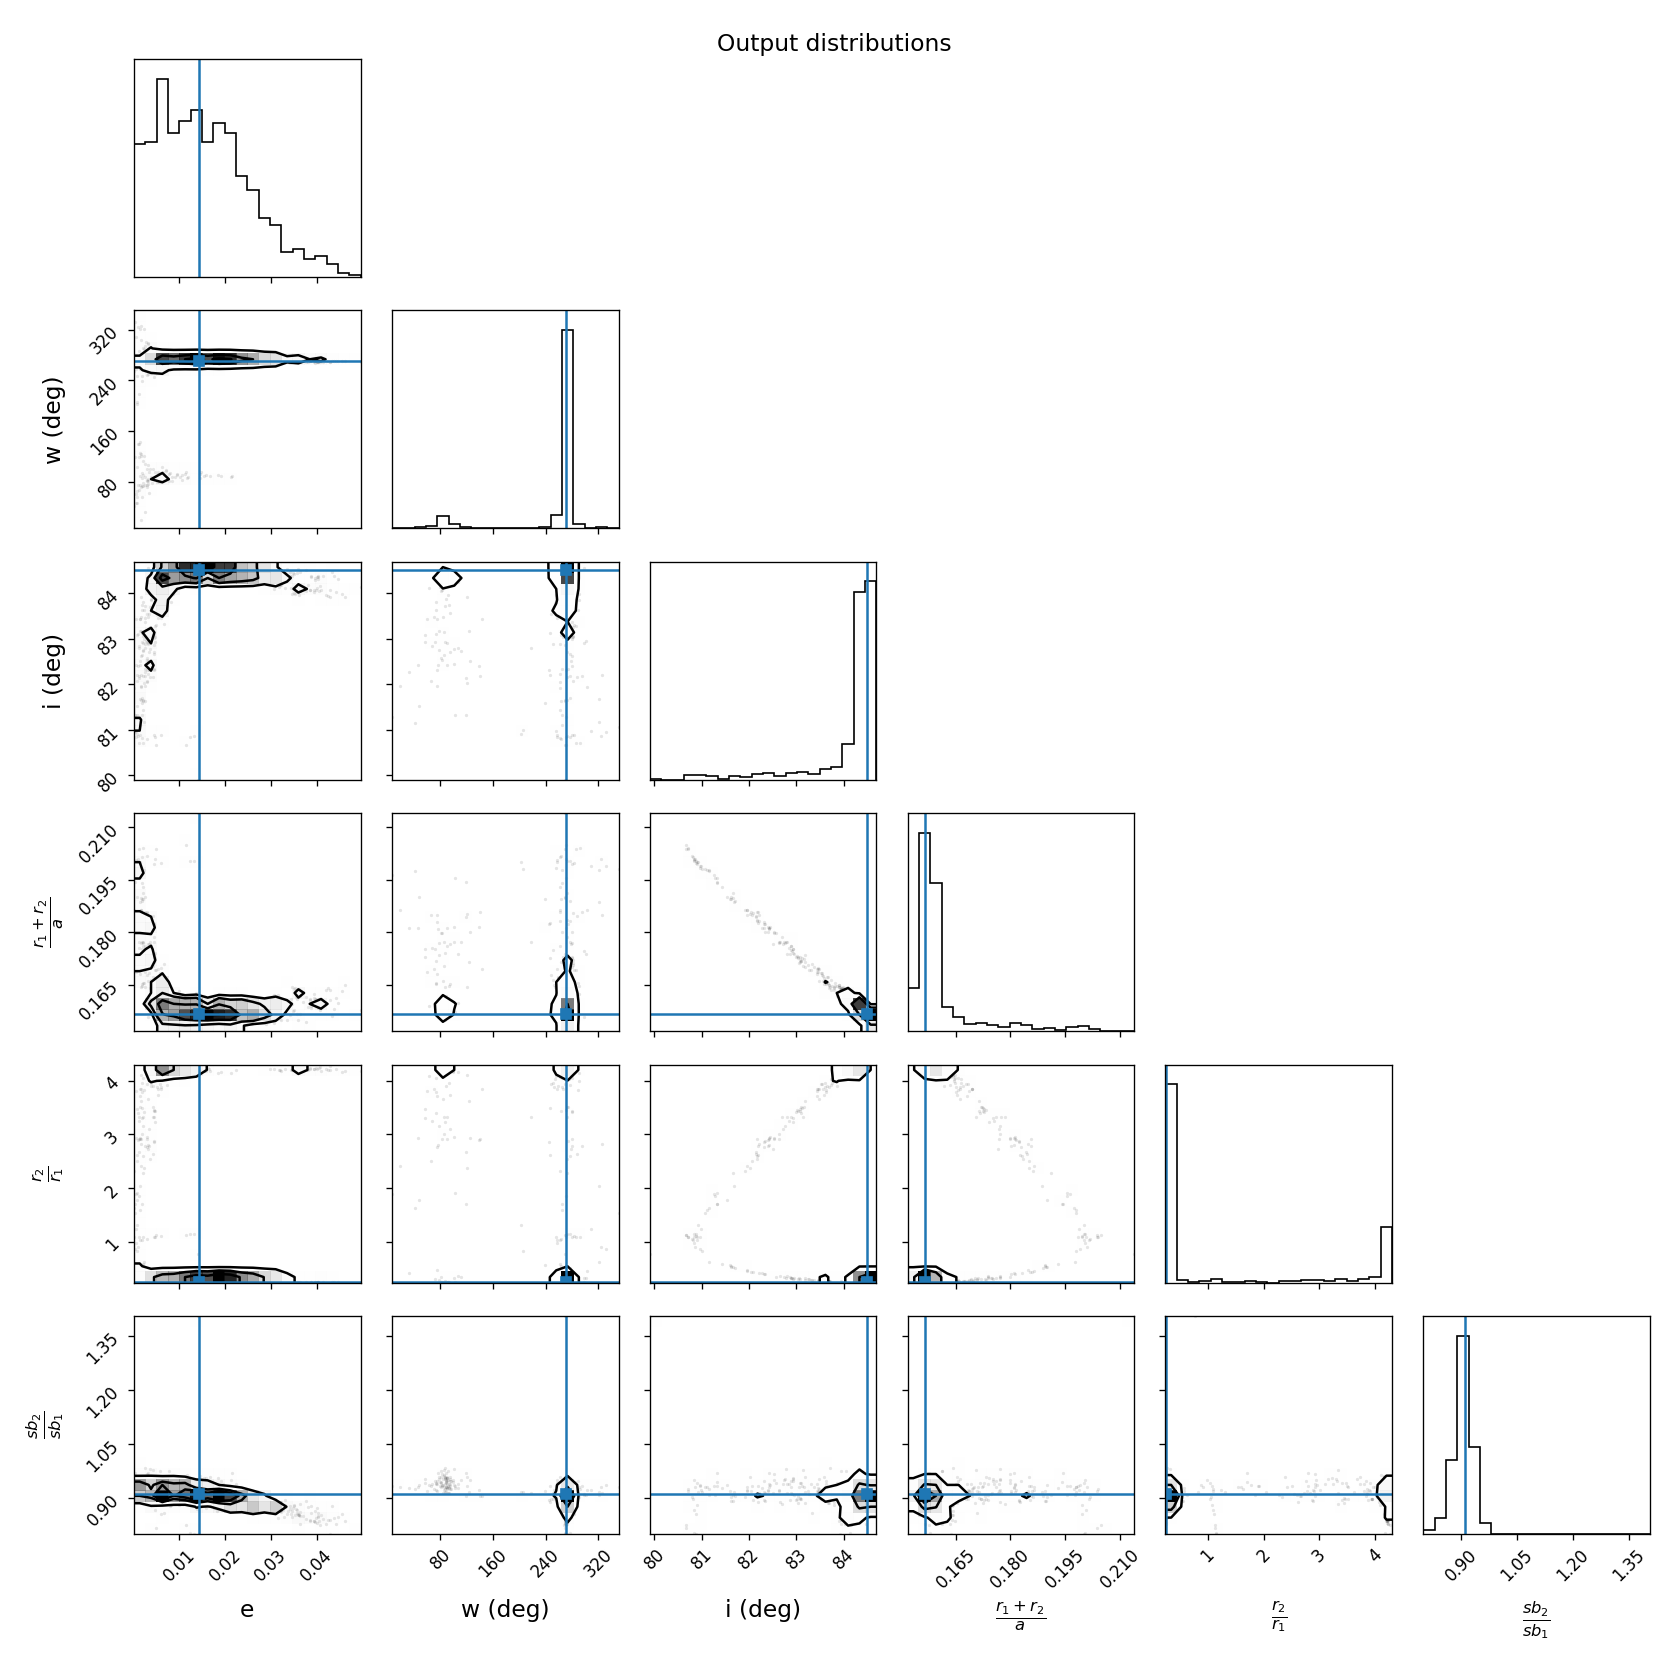 Output distributions
320
240
160
80
w (deg)
84
83
82
81
80
i (deg)
0.210
0.195
0.180
0.165
r₁ + r₂
a
4
3
2
1
r₂
r₁
1.35
1.20
1.05
0.90
sb₂
sb₁
0.01 0.02 0.03 0.04
80 160 240 320
80 81 82 83 84
0.165 0.180 0.195 0.210
1 2 3 4
0.90 1.05 1.20 1.35
e
w (deg)
i (deg)
r₁ + r₂
a
r₂
r₁
sb₂
sb₁